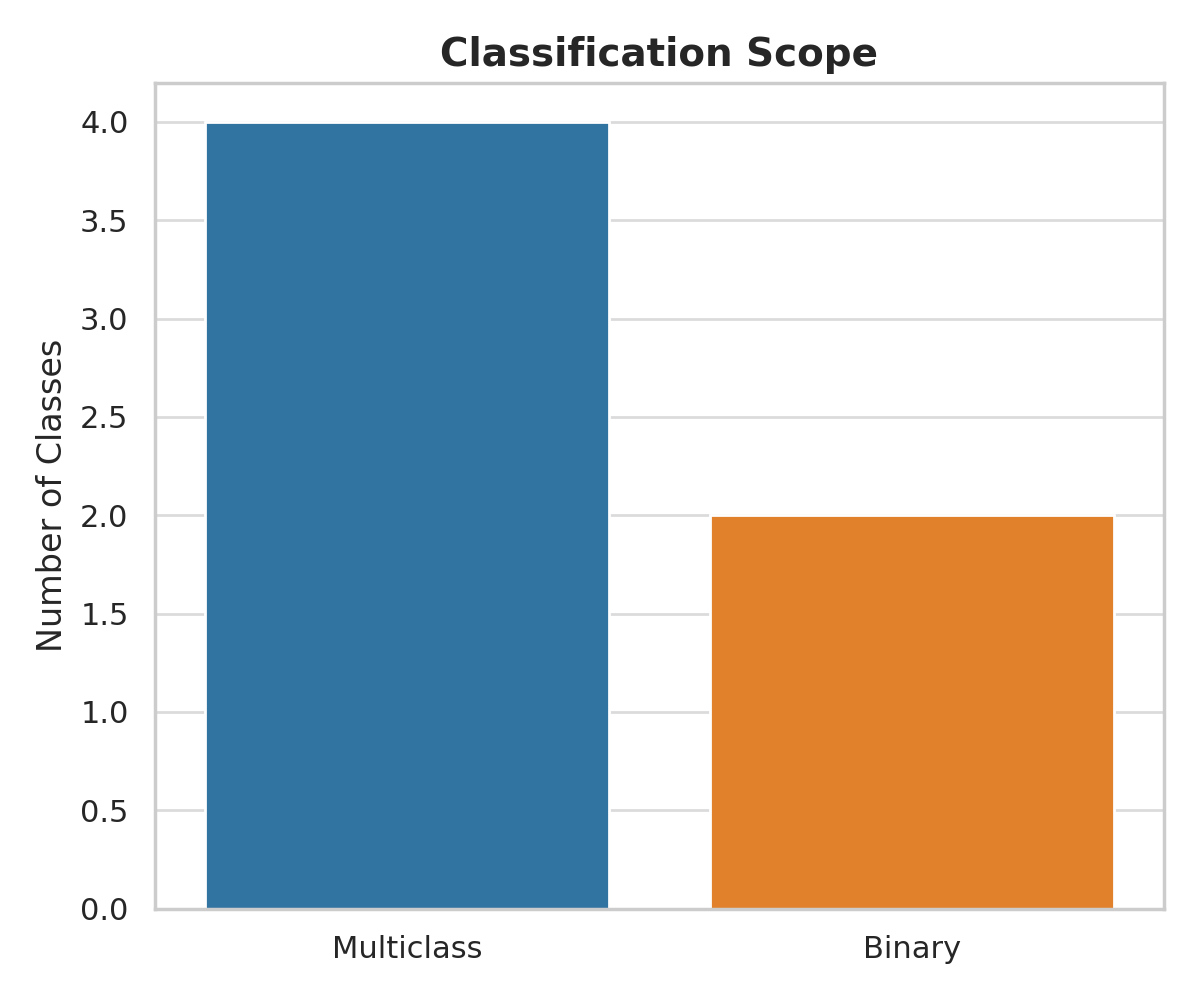 Classification Scope
Number of Classes
4.0
3.5
3.0
2.5
2.0
1.5
1.0
0.5
0.0
Multiclass
Binary